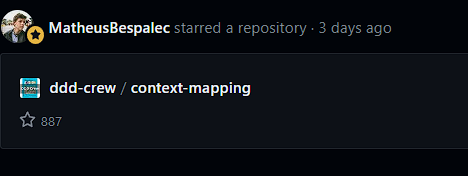 MatheusBespalec starred a repository · 3 days ago
ddd-crew / context-mapping
887